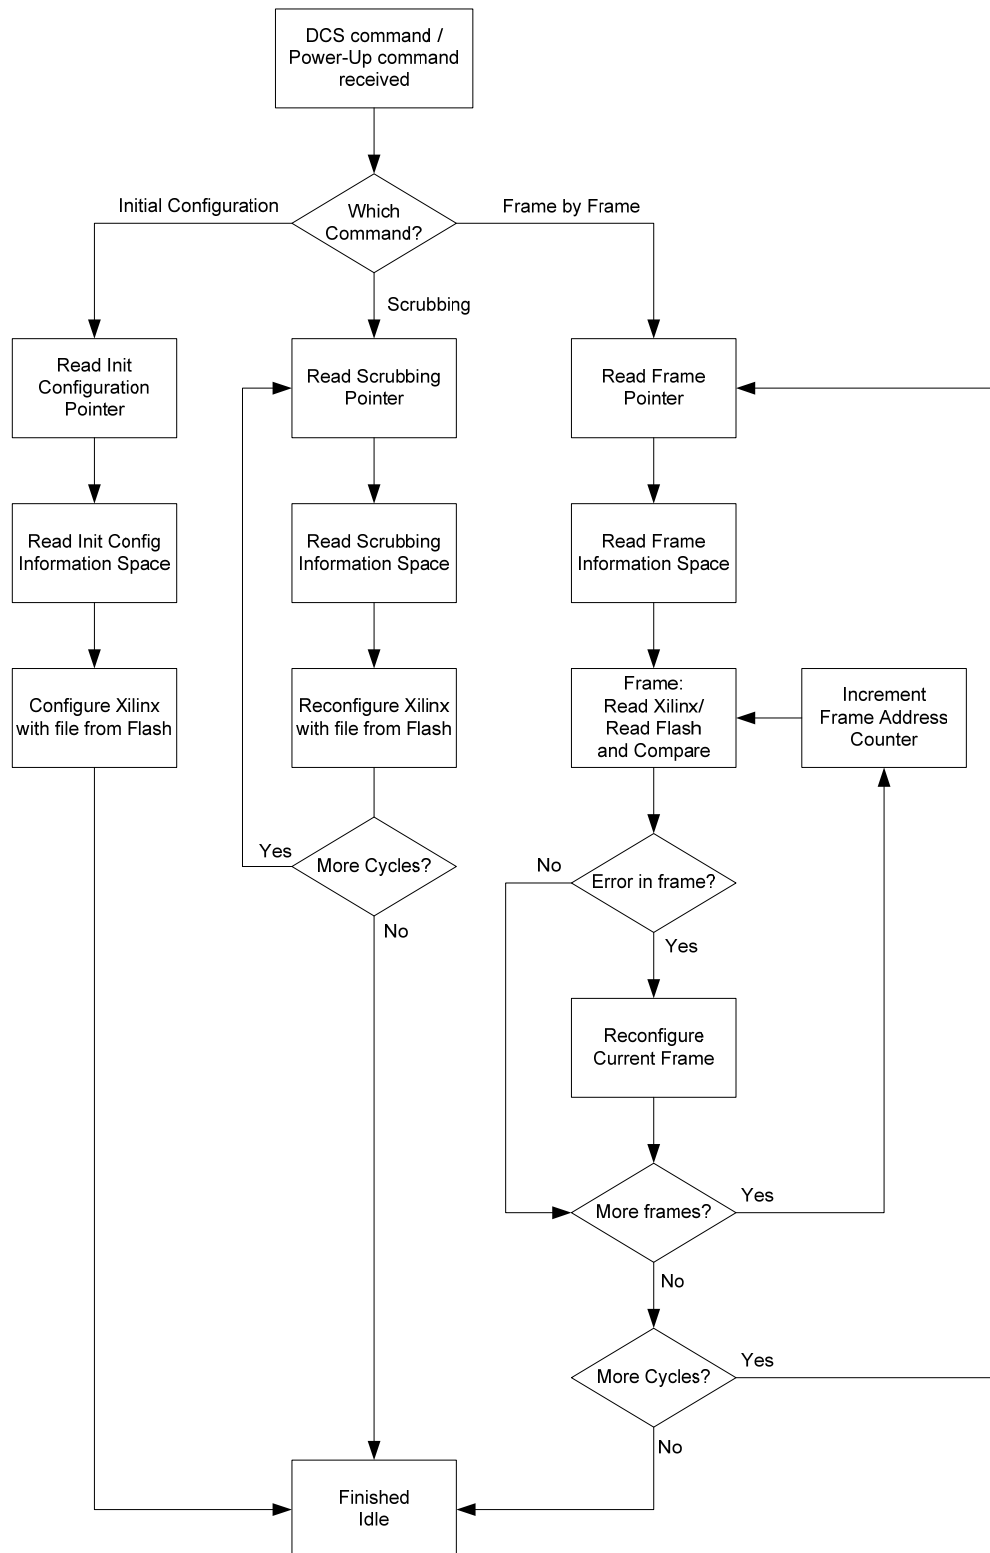 DCS command /
Power-Up command
received
Initial Configuration
Which
Command?
Frame by Frame
Scrubbing
Read Init
Configuration
Pointer
Read Scrubbing
Pointer
Read Frame
Pointer
Read Init Config
Information Space
Read Scrubbing
Information Space
Read Frame
Information Space
Configure Xilinx
with file from Flash
Reconfigure Xilinx
with file from Flash
Frame:
Read Xilinx/
Read Flash
and Compare
Increment
Frame Address
Counter
Yes
More Cycles?
No
No
Error in frame?
Yes
Reconfigure
Current Frame
More frames?
Yes
No
More Cycles?
Yes
No
Finished
Idle